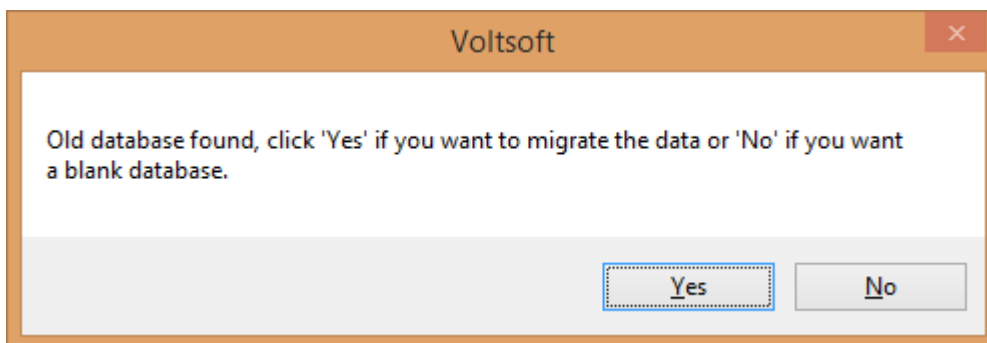 Voltsoft
Old database found, click 'Yes' if you want to migrate the data or 'No' if you want
a blank database.
Yes
No